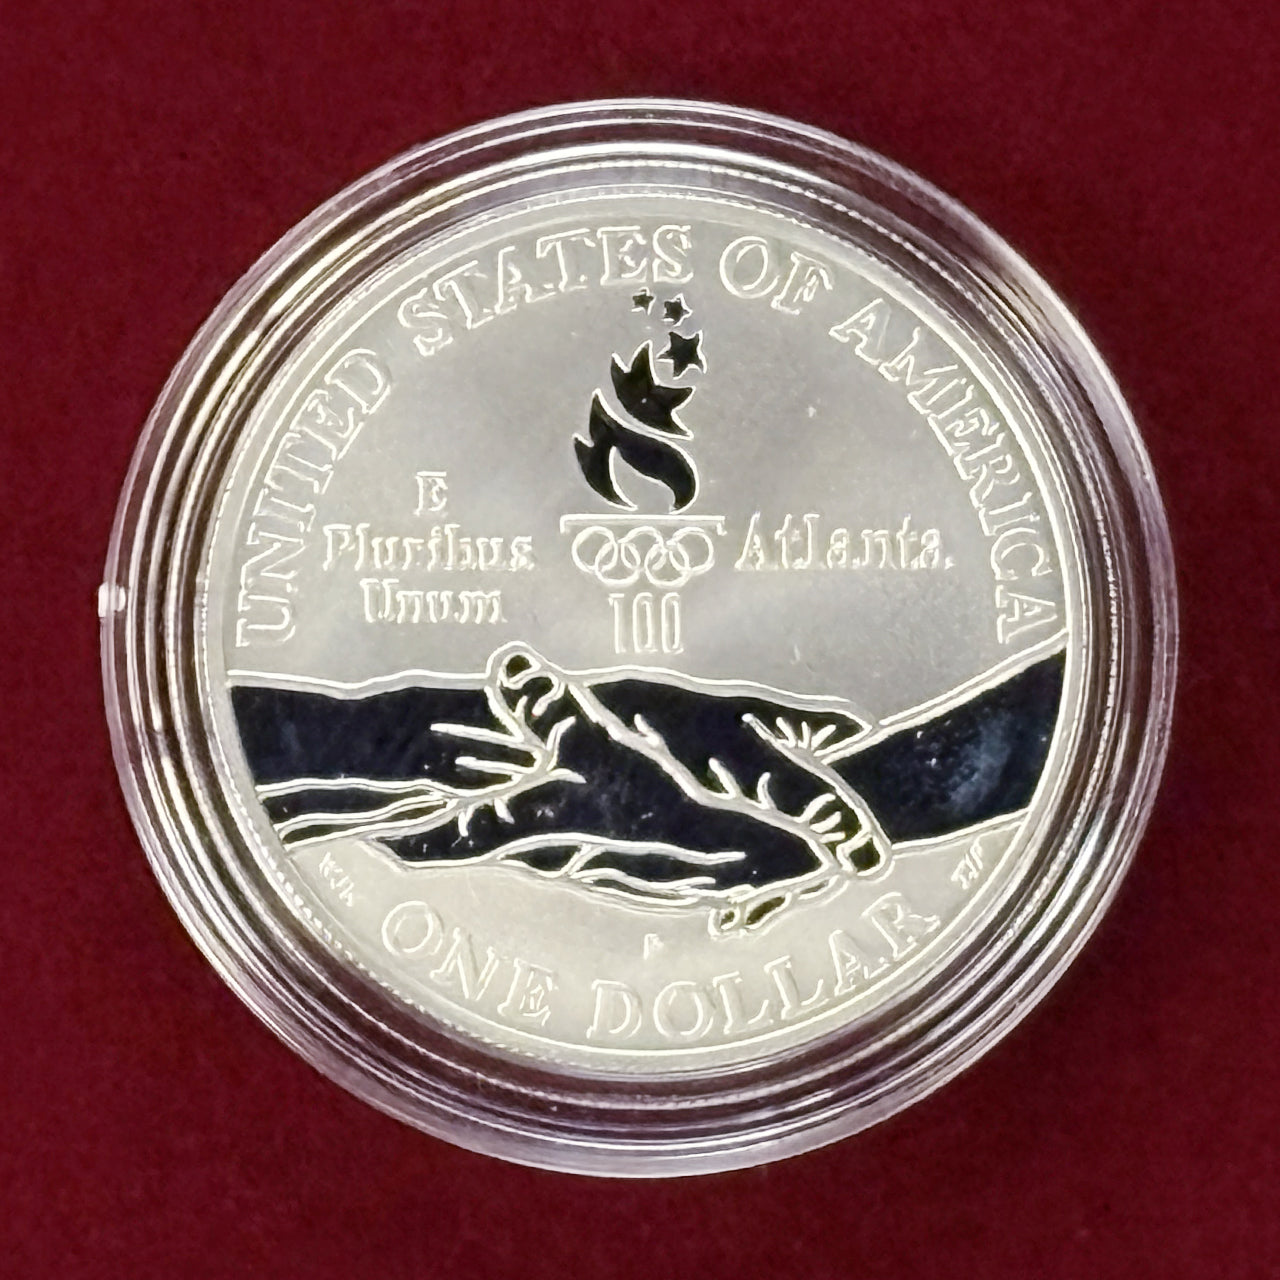 UNITED STATES OF AMERICA
E
Pluribus
Unum
Atlanta
100
P
ONE DOLLAR